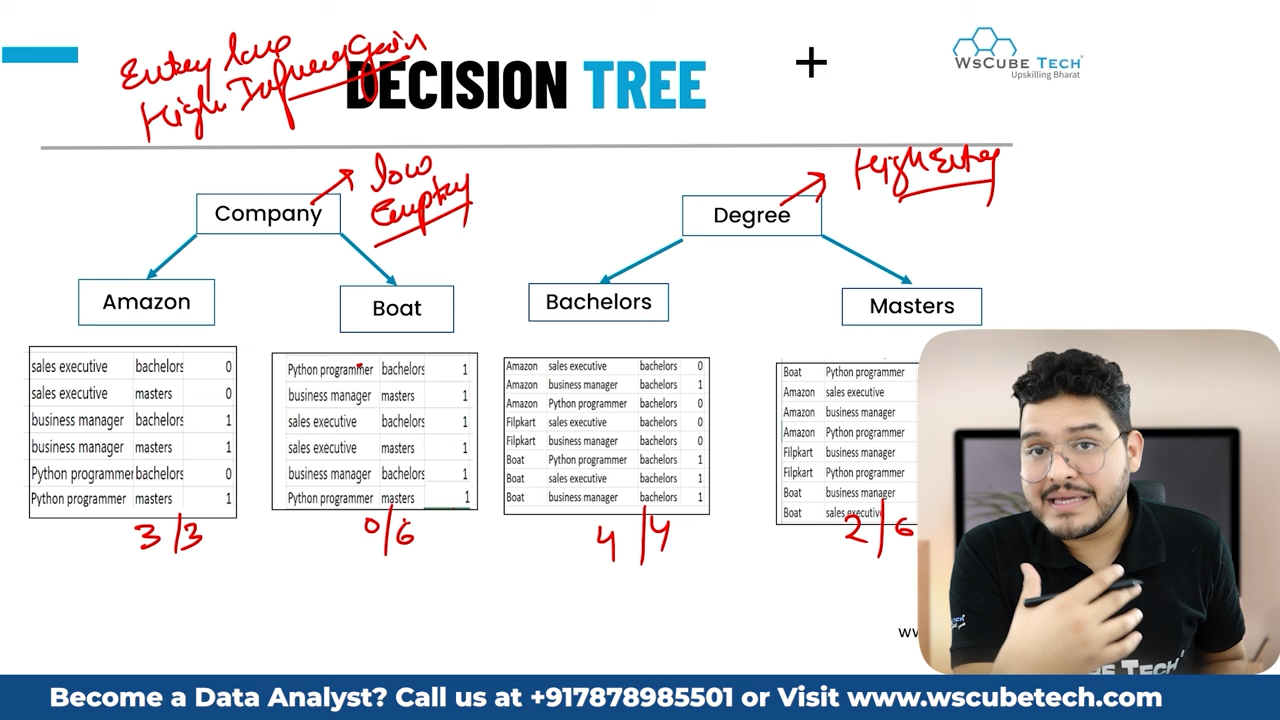 Entropy low
High Information Gain
DECISION TREE
+
WSCUBE TECH
Upskilling Bharat
Company
low
Entropy
Degree
High Entropy
Amazon
Boat
Bachelors
Masters
sales executive bachelors 0
sales executive masters 0
business manager bachelors 1
business manager masters 1
Python programmer bachelors 0
Python programmer masters 1
3/3
Python programmer bachelors 1
business manager masters 1
sales executive bachelors 1
sales executive masters 1
business manager bachelors 1
Python programmer masters 1
0/6
Amazon sales executive bachelors 0
Amazon business manager bachelors 1
Amazon Python programmer bachelors 0
Filpkart sales executive bachelors 0
Filpkart business manager bachelors 0
Boat Python programmer bachelors 1
Boat sales executive bachelors 1
Boat business manager bachelors 1
4/4
Boat Python programmer
Amazon sales executive
Amazon business manager
Amazon Python programmer
Filpkart business manager
Filpkart Python programmer
Boat business manager
Boat sales executive
2/6
Become a Data Analyst? Call us at +917878985501 or Visit www.wscubetech.com